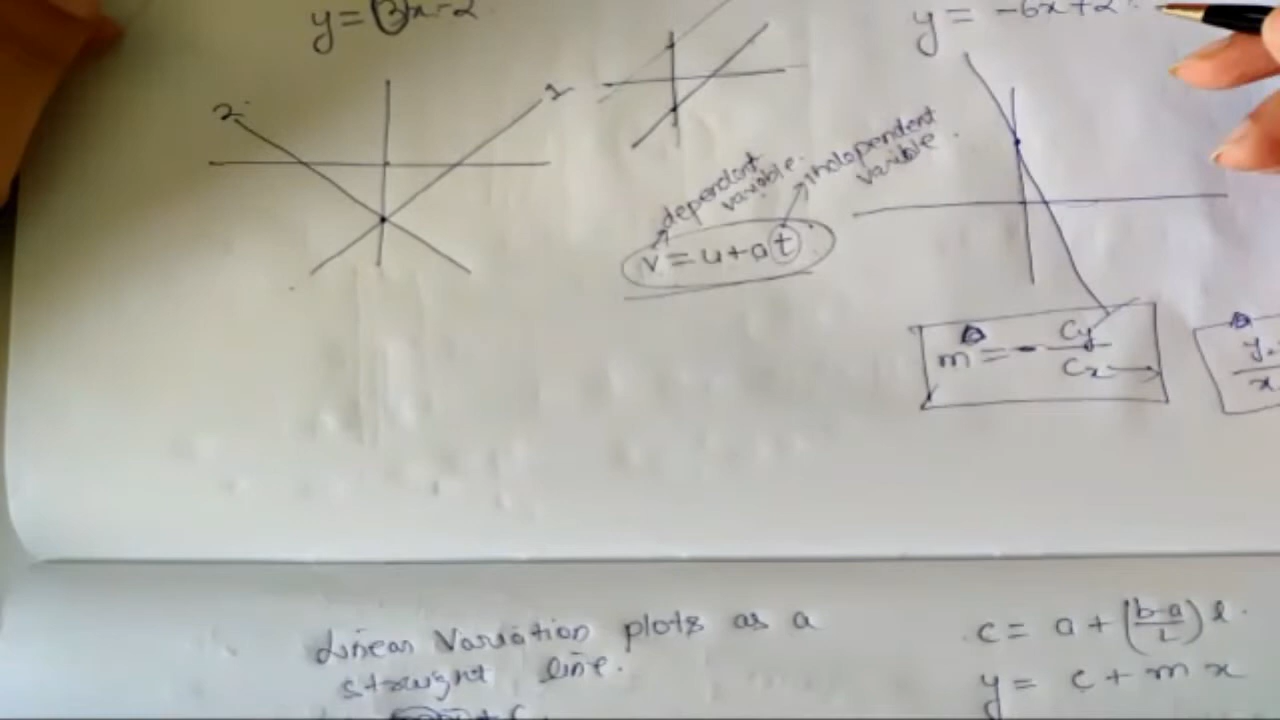 y = 3x - 2
y = -6x + 2
2
1
dependent variable
independent variable
v = u + at
m = - Cy / Cx
y
x
Linear Variation plots as a
straight line.
c = a + (b-a / L) l
y = c + m x
+ C